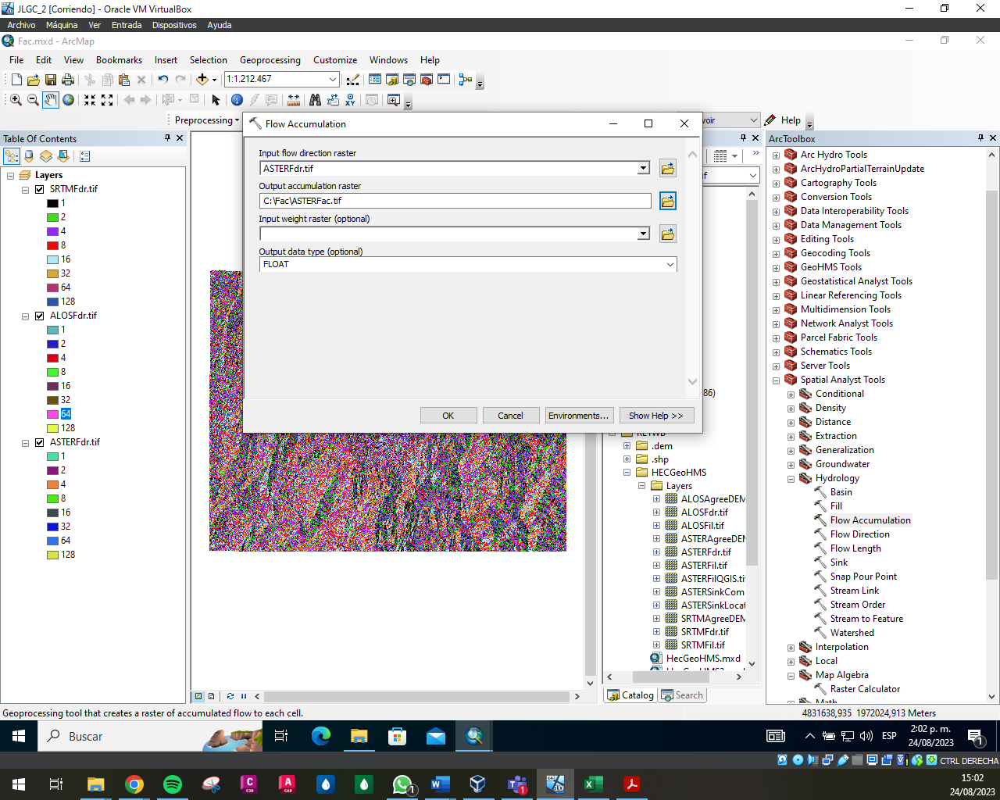 JLGC_2 [Corriendo] - Oracle VM VirtualBox
Archivo Máquina Ver Entrada Dispositivos Ayuda
Fac.mxd - ArcMap
File Edit View Bookmarks Insert Selection Geoprocessing Customize Windows Help
1:1.212.467
Preprocessing
Help
Table Of Contents
Layers
SRTMFdr.tif
1
2
4
8
16
32
64
128
ALOSFdr.tif
1
2
4
8
16
32
64
128
ASTERFdr.tif
1
2
4
8
16
32
64
128
Flow Accumulation
Input flow direction raster
ASTERFdr.tif
Output accumulation raster
C:\Fac\ASTERFac.tif
Input weight raster (optional)
Output data type (optional)
FLOAT
OK Cancel Environments... Show Help >>
86)
.dem
.shp
HECGeoHMS
Layers
ALOSAgreeDEM
ALOSFdr.tif
ALOSFil.tif
ASTERAgreeDEM
ASTERFdr.tif
ASTERFil.tif
ASTERFilQGIS.ti
ASTERSinkCom
ASTERSinkLocat
SRTMAgreeDEM
SRTMFdr.tif
SRTMFil.tif
HecGeoHMS.mxd
Catalog Search
ArcToolbox
Arc Hydro Tools
ArcHydroPartialTerrainUpdate
Cartography Tools
Conversion Tools
Data Interoperability Tools
Data Management Tools
Editing Tools
Geocoding Tools
GeoHMS Tools
Geostatistical Analyst Tools
Linear Referencing Tools
Multidimension Tools
Network Analyst Tools
Parcel Fabric Tools
Schematics Tools
Server Tools
Spatial Analyst Tools
Conditional
Density
Distance
Extraction
Generalization
Groundwater
Hydrology
Basin
Fill
Flow Accumulation
Flow Direction
Flow Length
Sink
Snap Pour Point
Stream Link
Stream Order
Stream to Feature
Watershed
Interpolation
Local
Map Algebra
Raster Calculator
Math
Geoprocessing tool that creates a raster of accumulated flow to each cell.
4831638,935 1972024,913 Meters
Buscar
ESP
2:02 p. m.
24/08/2023
1
CTRL DERECHA
15:02
24/08/2023